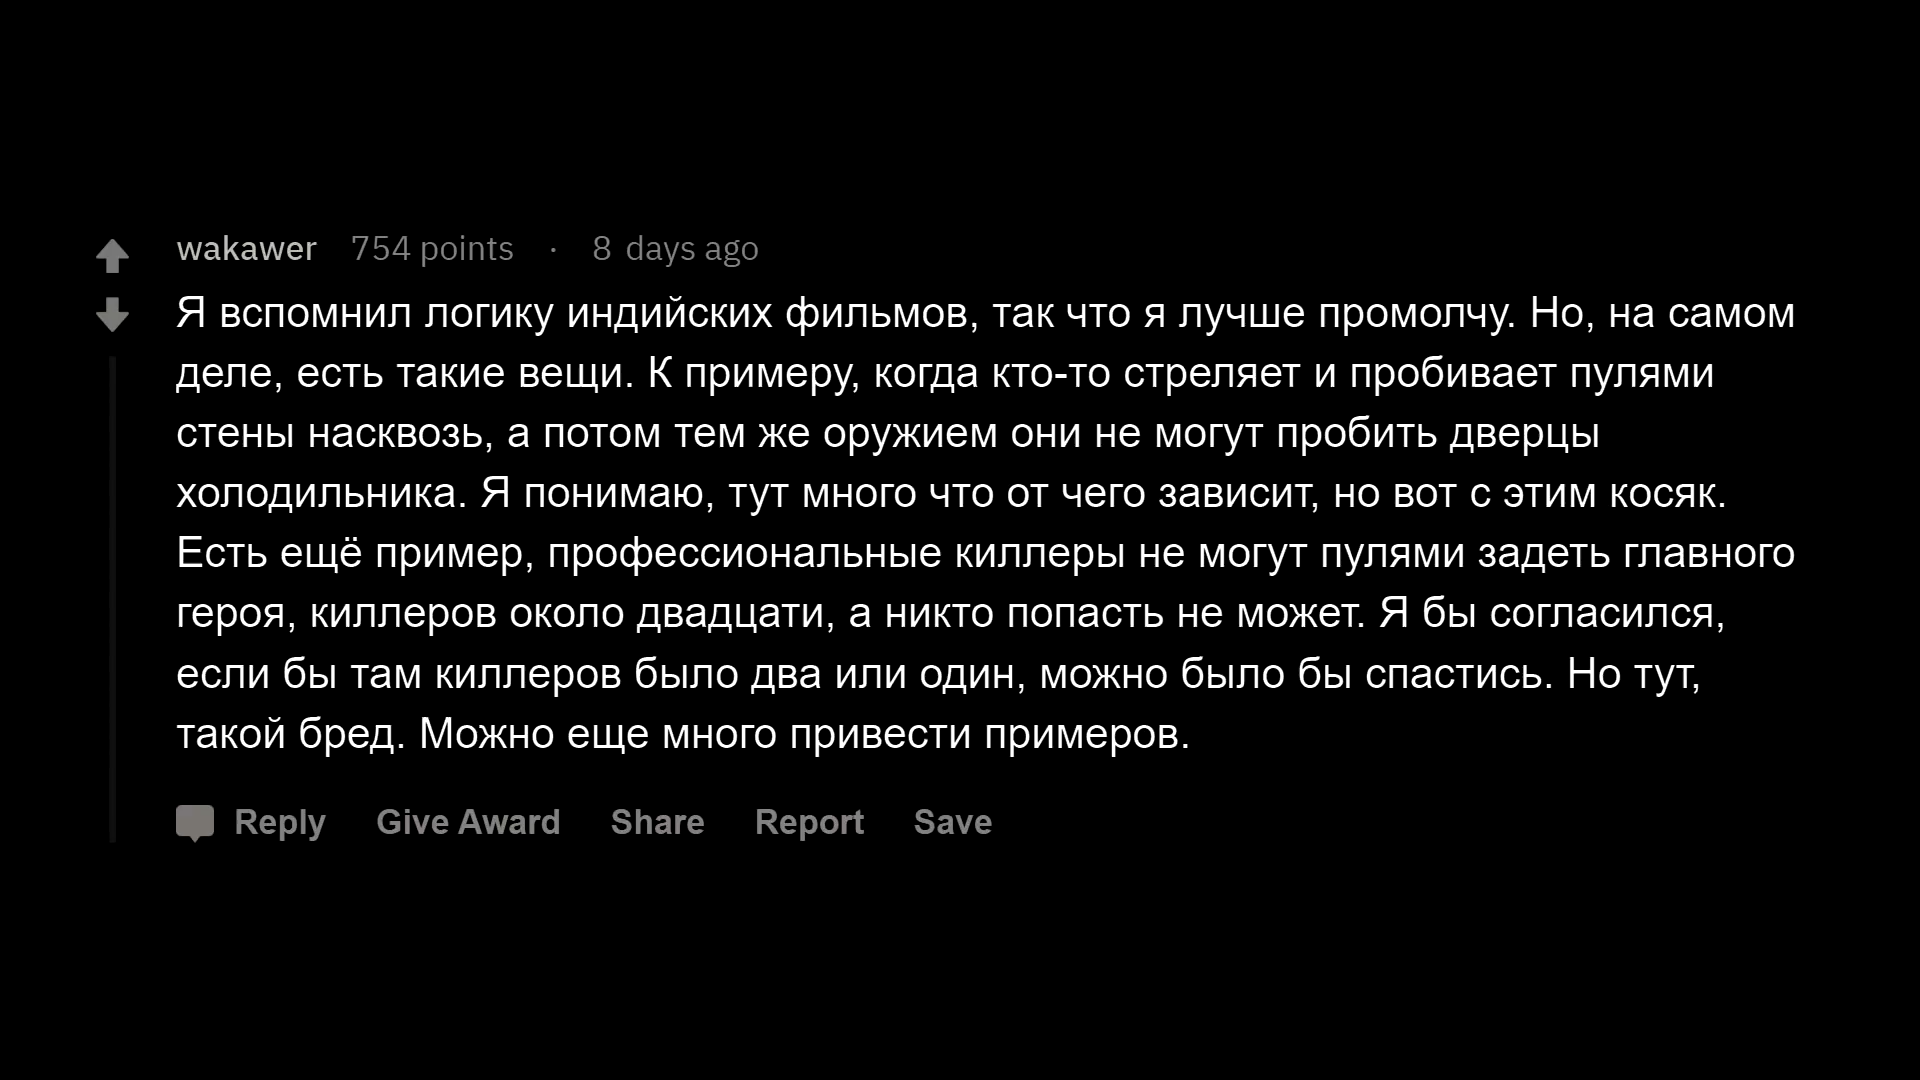 wakawer 754 points · 8 days ago
Я вспомнил логику индийских фильмов, так что я лучше промолчу. Но, на самом
деле, есть такие вещи. К примеру, когда кто-то стреляет и пробивает пулями
стены насквозь, а потом тем же оружием они не могут пробить дверцы
холодильника. Я понимаю, тут много что от чего зависит, но вот с этим косяк.
Есть ещё пример, профессиональные киллеры не могут пулями задеть главного
героя, киллеров около двадцати, а никто попасть не может. Я бы согласился,
если бы там киллеров было два или один, можно было бы спастись. Но тут,
такой бред. Можно еще много привести примеров.
Reply Give Award Share Report Save